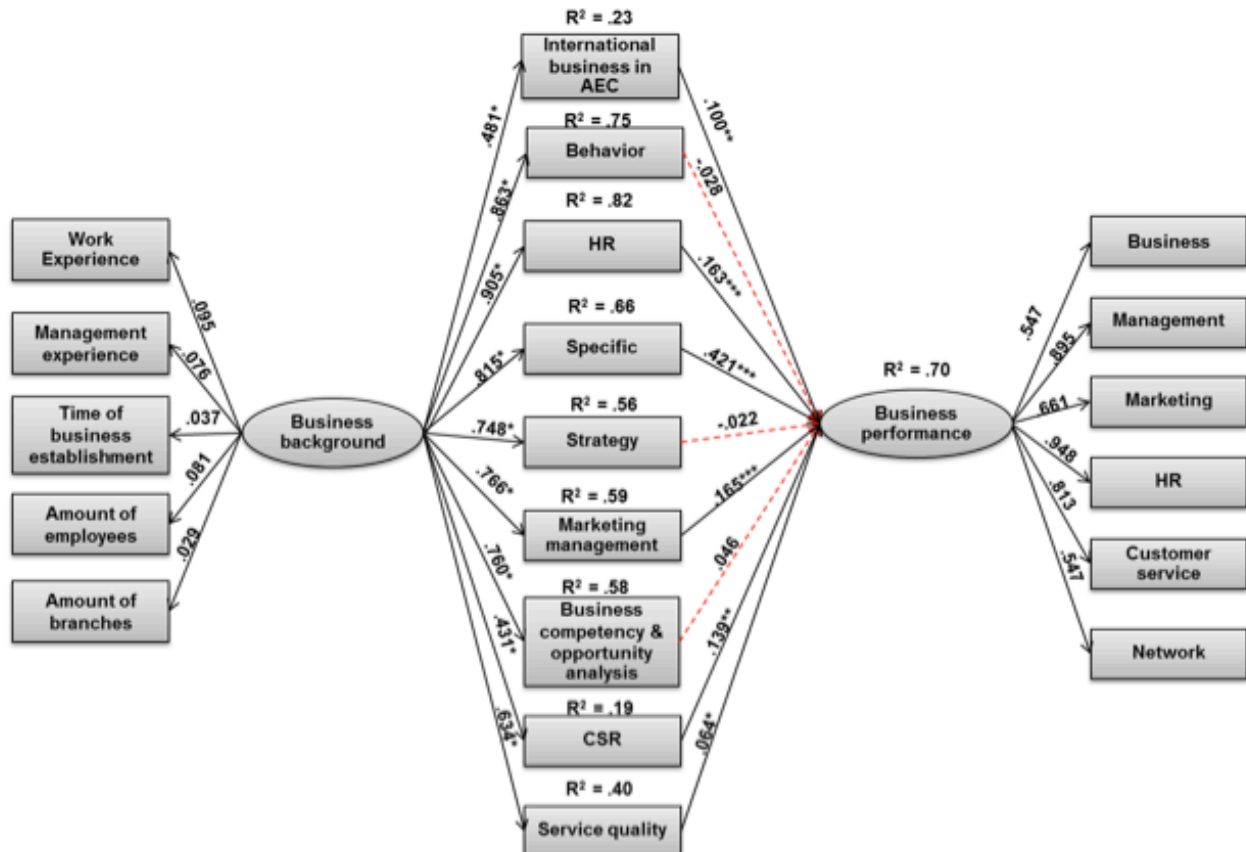 R² = .23
International
business in
AEC
.481*
.100**
R² = .75
Behavior
.863*
-.028
R² = .82
HR
.905*
.163***
R² = .66
Specific
.815*
.421***
R² = .56
Strategy
.748*
-.022
R² = .59
Marketing
management
.766*
.165***
R² = .58
Business
competency &
opportunity
analysis
.760*
.046
R² = .19
CSR
.431*
.139**
R² = .40
Service quality
.634*
.064*
Work
Experience
.095
Management
experience
.076
Time of
business
establishment
.037
Amount of
employees
.081
Amount of
branches
.029
Business
background
R² = .70
Business
performance
Business
.547
Management
.895
Marketing
.661
HR
.948
Customer
service
.813
Network
.547